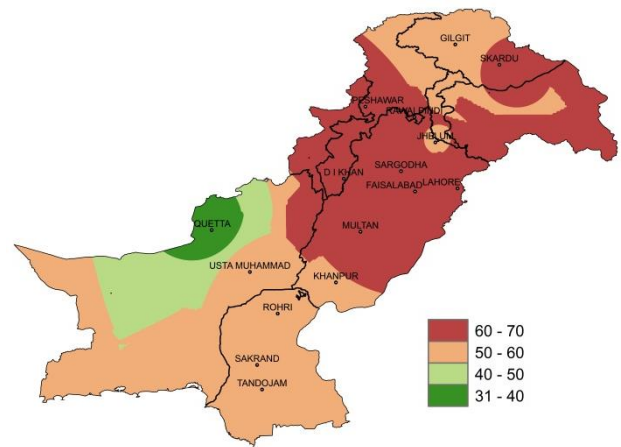 GILGIT
SKARDU
PESHAWAR
RAWALPINDI
JHELUM
SARGODHA
D I KHAN
FAISALABAD
LAHORE
QUETTA
MULTAN
USTA MUHAMMAD
KHANPUR
ROHRI
SAKRAND
TANDOJAM
60 - 70
50 - 60
40 - 50
31 - 40